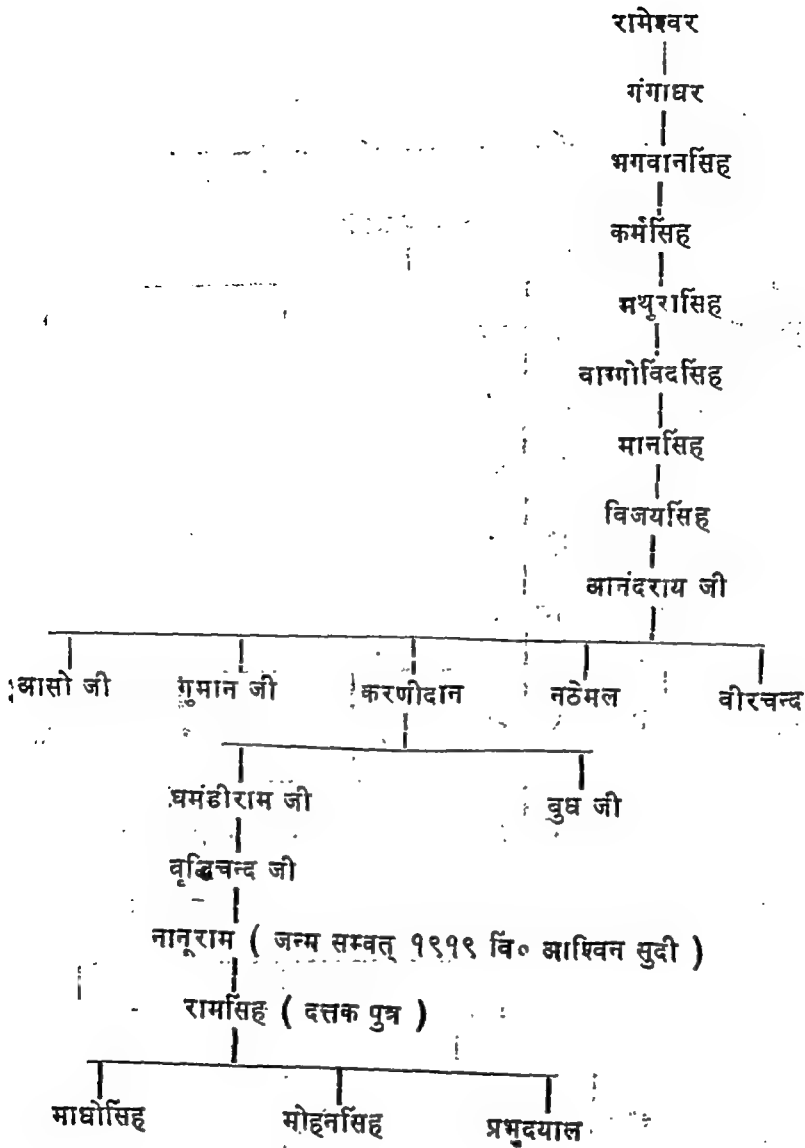 रामेश्वर
गंगाधर
भगवानसिंह
कर्मसिंह
मथुरासिंह
वाग्गोविंदसिंह
मानसिंह
विजयसिंह
आनंदराय जी
आसो जी गुमान जी करणीदान नठेमल वीरचन्द
घमंडीराम जी वुध जी
वृद्धिचन्द जी
नानूराम ( जन्म सम्वत् १९१९ वि० आश्विन सुदी )
रामसिंह ( दत्तक पुत्र )
माधोसिंह मोहनसिंह प्रभुदयाल